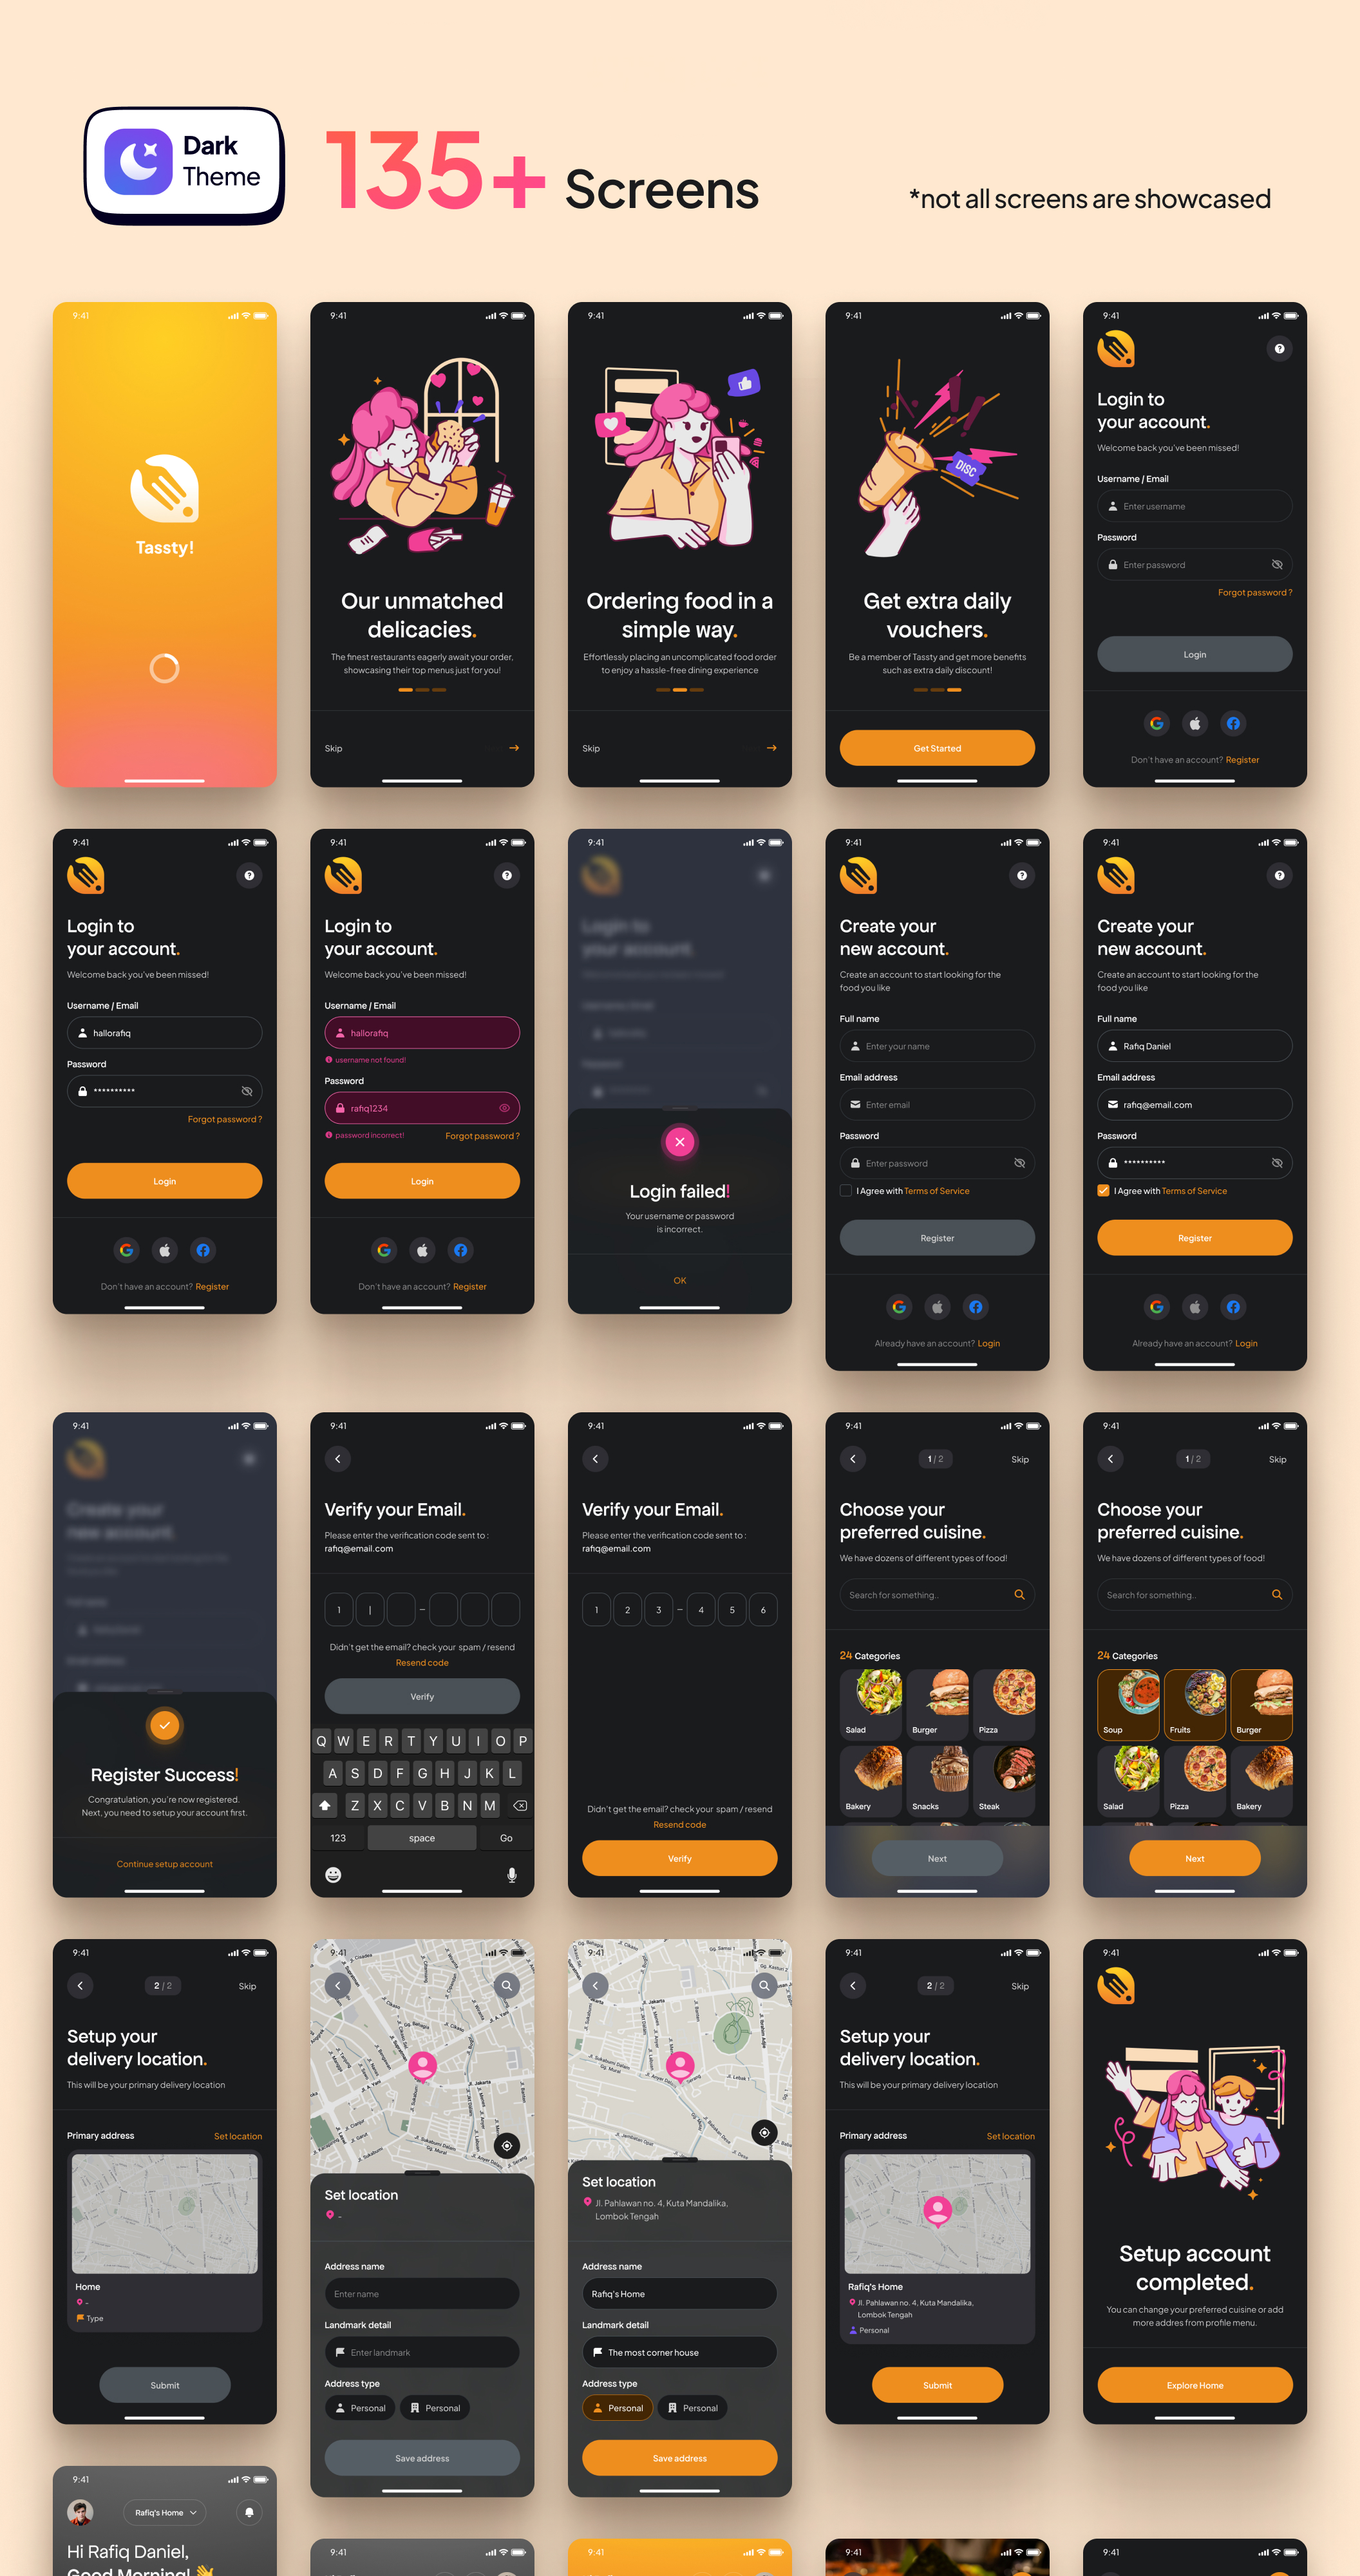 Dark
Theme
135+ Screens
*not all screens are showcased
9:41
Tassty!
9:41
Our unmatched
delicacies.
The finest restaurants eagerly await your order,
showcasing their top menus just for you!
Skip
9:41
Ordering food in a
simple way.
Effortlessly placing an uncomplicated food order
to enjoy a hassle-free dining experience
Skip
9:41
DISC
Get extra daily
vouchers.
Be a member of Tassty and get more benefits
such as extra daily discount!
Get Started
9:41
Login to
your account.
Welcome back you've been missed!
Username / Email
Enter username
Password
Enter password
Forgot password ?
Login
Don't have an account? Register
9:41
Login to
your account.
Welcome back you've been missed!
Username / Email
hallorafiq
Password
**********
Forgot password ?
Login
Don't have an account? Register
9:41
Login to
your account.
Welcome back you've been missed!
Username / Email
hallorafiq
username not found!
Password
rafiq1234
password incorrect!
Forgot password ?
Login
Don't have an account? Register
9:41
Login to
your account.
Login failed!
Your username or password
is incorrect.
OK
9:41
Create your
new account.
Create an account to start looking for the
food you like
Full name
Enter your name
Email address
Enter email
Password
Enter password
I Agree with Terms of Service
Register
Already have an account? Login
9:41
Create your
new account.
Create an account to start looking for the
food you like
Full name
Rafiq Daniel
Email address
rafiq@email.com
Password
**********
I Agree with Terms of Service
Register
Already have an account? Login
9:41
Create your
new account.
Register Success!
Congratulation, you're now registered.
Next, you need to setup your account first.
Continue setup account
9:41
Verify your Email.
Please enter the verification code sent to :
rafiq@email.com
1 | –
Didn't get the email? check your spam / resend
Resend code
Verify
Q W E R T Y U I O P
A S D F G H J K L
Z X C V B N M
123 space Go
9:41
Verify your Email.
Please enter the verification code sent to :
rafiq@email.com
1 2 3 – 4 5 6
Didn't get the email? check your spam / resend
Resend code
Verify
9:41
1 / 2
Skip
Choose your
preferred cuisine.
We have dozens of different types of food!
Search for something..
24 Categories
Salad Burger Pizza
Bakery Snacks Steak
Next
9:41
1 / 2
Skip
Choose your
preferred cuisine.
We have dozens of different types of food!
Search for something..
24 Categories
Soup Fruits Burger
Salad Pizza Bakery
Next
9:41
2 / 2
Skip
Setup your
delivery location.
This will be your primary delivery location
Primary address
Set location
Home
-
Type
Submit
9:41
Set location
-
Address name
Enter name
Landmark detail
Enter landmark
Address type
Personal Personal
Save address
9:41
Set location
Jl. Pahlawan no. 4, Kuta Mandalika,
Lombok Tengah
Address name
Rafiq's Home
Landmark detail
The most corner house
Address type
Personal Personal
Save address
9:41
2 / 2
Skip
Setup your
delivery location.
This will be your primary delivery location
Primary address
Set location
Rafiq's Home
Jl. Pahlawan no. 4, Kuta Mandalika,
Lombok Tengah
Personal
Submit
9:41
Setup account
completed.
You can change your preferred cuisine or add
more addres from profile menu.
Explore Home
9:41
Rafiq's Home
Hi Rafiq Daniel,
Good Morning!
9:41
9:41
9:41
9:41